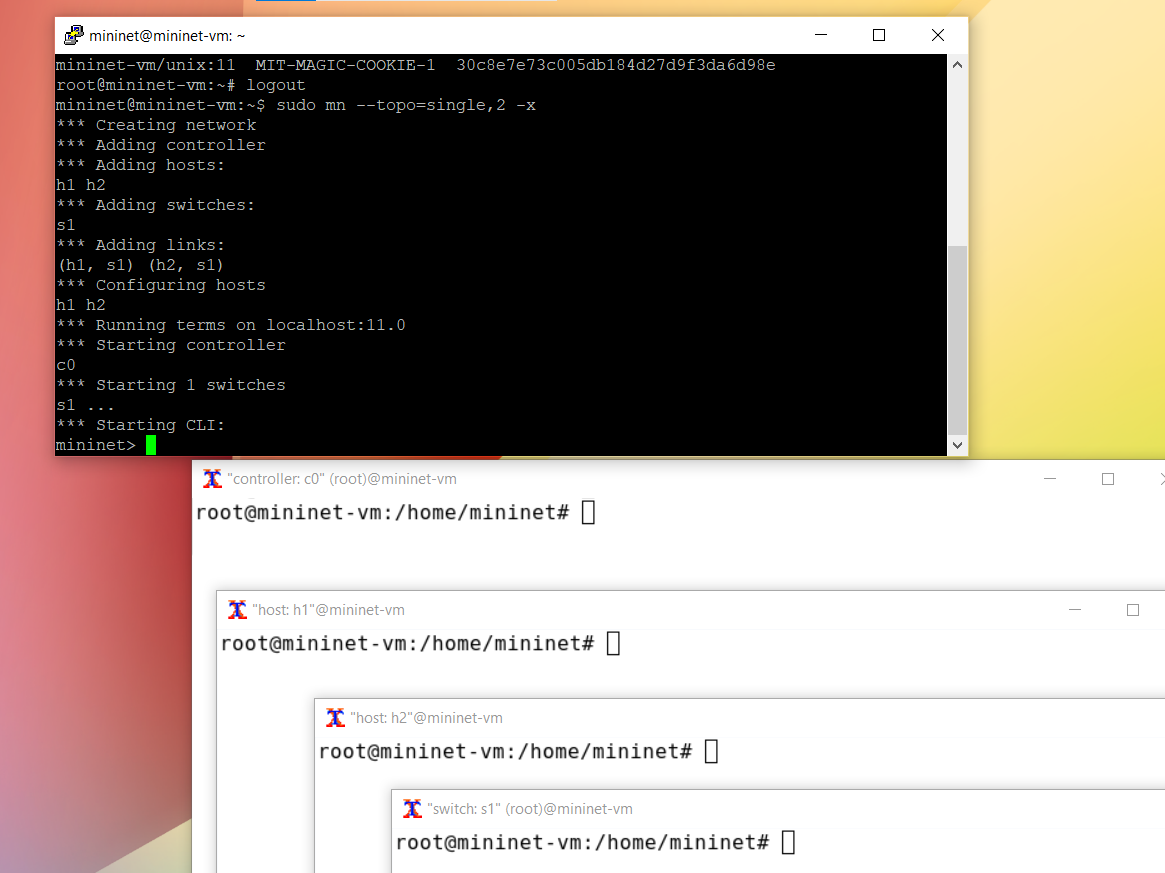 mininet@mininet-vm: ~
mininet-vm/unix:11  MIT-MAGIC-COOKIE-1  30c8e7e73c005db184d27d9f3da6d98e
root@mininet-vm:~# logout
mininet@mininet-vm:~$ sudo mn --topo=single,2 -x
*** Creating network
*** Adding controller
*** Adding hosts:
h1 h2
*** Adding switches:
s1
*** Adding links:
(h1, s1) (h2, s1)
*** Configuring hosts
h1 h2
*** Running terms on localhost:11.0
*** Starting controller
c0
*** Starting 1 switches
s1 ...
*** Starting CLI:
mininet>
"controller: c0" (root)@mininet-vm
root@mininet-vm:/home/mininet#
"host: h1"@mininet-vm
root@mininet-vm:/home/mininet#
"host: h2"@mininet-vm
root@mininet-vm:/home/mininet#
"switch: s1" (root)@mininet-vm
root@mininet-vm:/home/mininet#